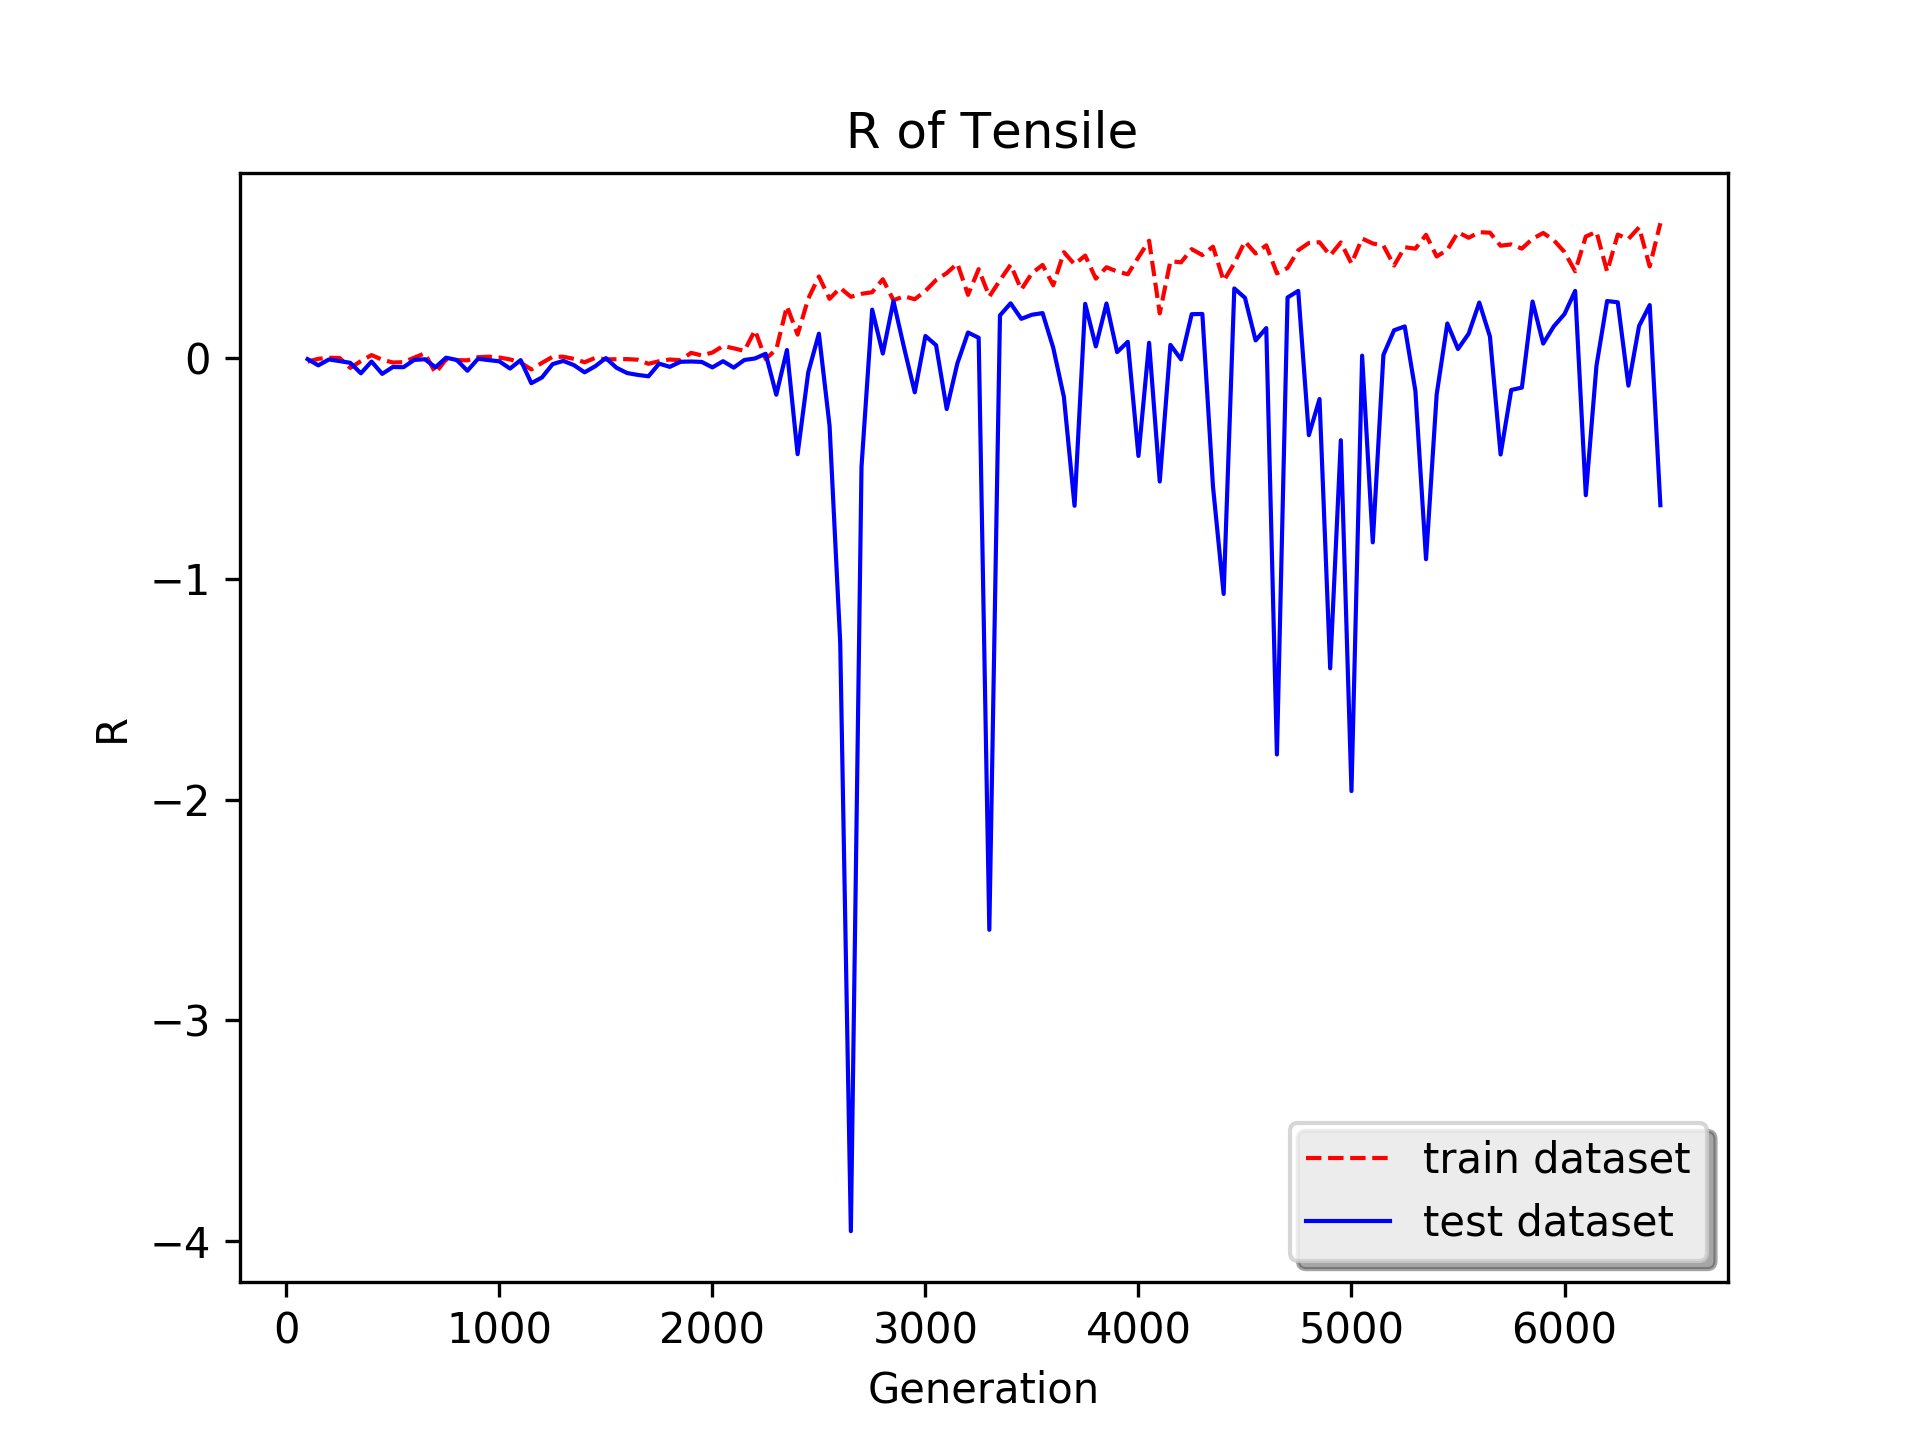 R of Tensile
R
0
−1
−2
−3
−4
train dataset
test dataset
0 1000 2000 3000 4000 5000 6000
Generation